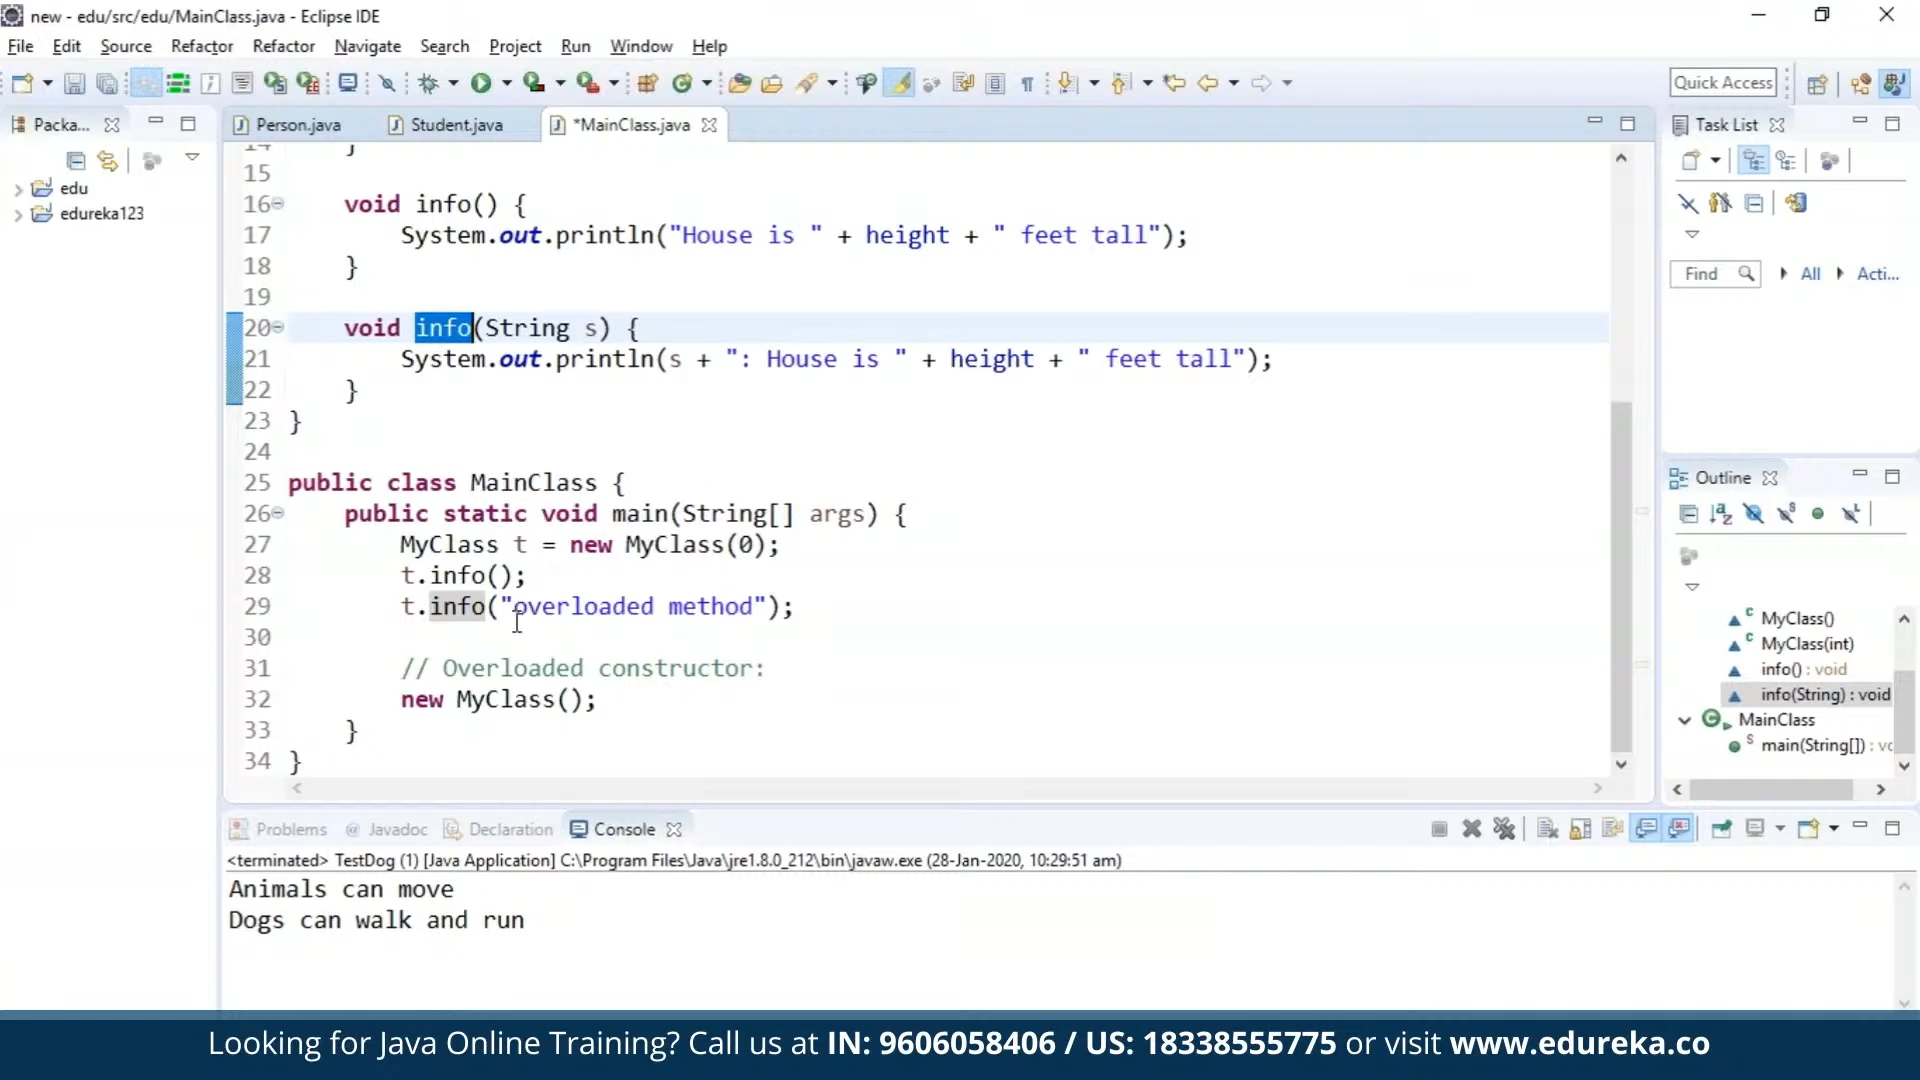 new - edu/src/edu/MainClass.java - Eclipse IDE
File Edit Source Refactor Refactor Navigate Search Project Run Window Help
Quick Access
Packa...
Person.java Student.java *MainClass.java
Task List
edu
edureka123
Find All Acti...
14 }
15
16 void info() {
17 System.out.println("House is " + height + " feet tall");
18 }
19
20 void info(String s) {
21 System.out.println(s + ": House is " + height + " feet tall");
22 }
23 }
24
25 public class MainClass {
26 public static void main(String[] args) {
27 MyClass t = new MyClass(0);
28 t.info();
29 t.info("overloaded method");
30
31 // Overloaded constructor:
32 new MyClass();
33 }
34 }
Outline
MyClass()
MyClass(int)
info() : void
info(String) : void
MainClass
main(String[]) : vc
Problems @ Javadoc Declaration Console
<terminated> TestDog (1) [Java Application] C:\Program Files\Java\jre1.8.0_212\bin\javaw.exe (28-Jan-2020, 10:29:51 am)
Animals can move
Dogs can walk and run
Looking for Java Online Training? Call us at IN: 9606058406 / US: 18338555775 or visit www.edureka.co